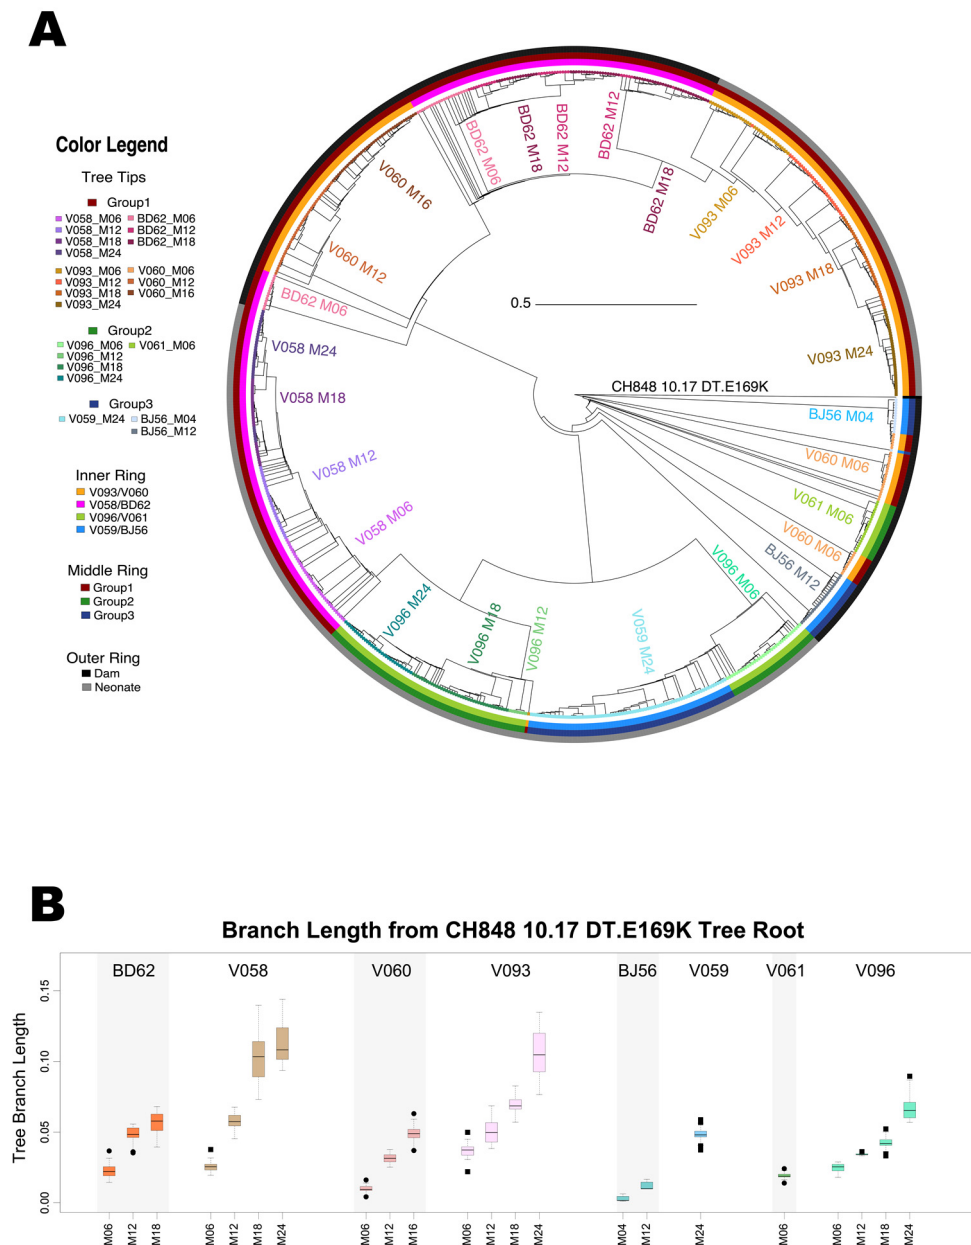 A
Color Legend
Tree Tips
Group1
V058_M06 BD62_M06
V058_M12 BD62_M12
V058_M18 BD62_M18
V058_M24
V093_M06 V060_M06
V093_M12 V060_M12
V093_M18 V060_M16
V093_M24
Group2
V096_M06 V061_M06
V096_M12
V096_M18
V096_M24
Group3
V059_M24 BJ56_M04
BJ56_M12
Inner Ring
V093/V060
V058/BD62
V096/V061
V059/BJ56
Middle Ring
Group1
Group2
Group3
Outer Ring
Dam
Neonate
BD62 M06
BD62 M18
BD62 M12
BD62 M12
BD62 M18
V093 M06
V093 M12
V093 M18
V093 M24
V060 M16
V060 M12
BD62 M06
V058 M24
V058 M18
V058 M12
V058 M06
0.5
CH848 10.17 DT.E169K
BJ56 M04
V060 M06
V061 M06
V060 M06
BJ56 M12
V096 M06
V059 M24
V096 M12
V096 M18
V096 M24
B
Branch Length from CH848 10.17 DT.E169K Tree Root
BD62 V058 V060 V093 BJ56 V059 V061 V096
Tree Branch Length
0.15
0.10
0.05
0.00
M06 M12 M18 M06 M12 M18 M24 M06 M12 M16 M06 M12 M18 M24 M04 M12 M24 M06 M06 M12 M18 M24